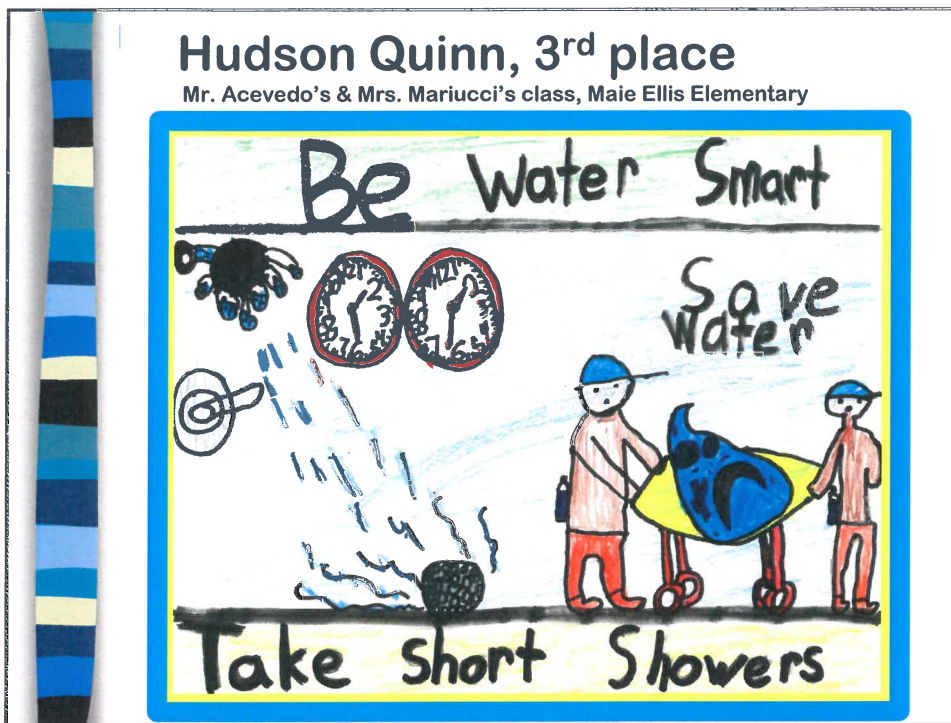 Hudson Quinn, 3rd place
Mr. Acevedo's & Mrs. Mariucci's class, Maie Ellis Elementary
Be Water Smart
Save
Water
Take Short Showers